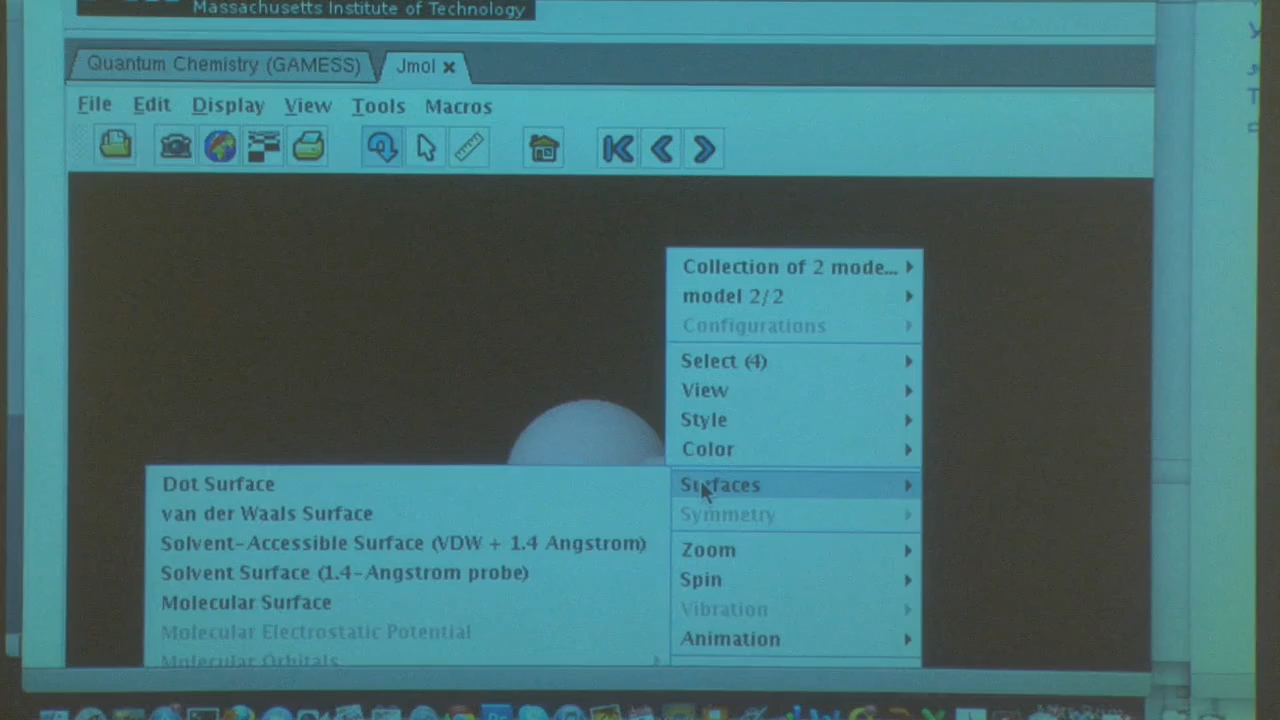 Massachusetts Institute of Technology
Quantum Chemistry (GAMESS)
Jmol
File Edit Display View Tools Macros
Collection of 2 mode...
model 2/2
Configurations
Select (4)
View
Style
Color
Surfaces
Symmetry
Zoom
Spin
Vibration
Animation
Dot Surface
van der Waals Surface
Solvent-Accessible Surface (VDW + 1.4 Angstrom)
Solvent Surface (1.4-Angstrom probe)
Molecular Surface
Molecular Electrostatic Potential
Molecular Orbitals